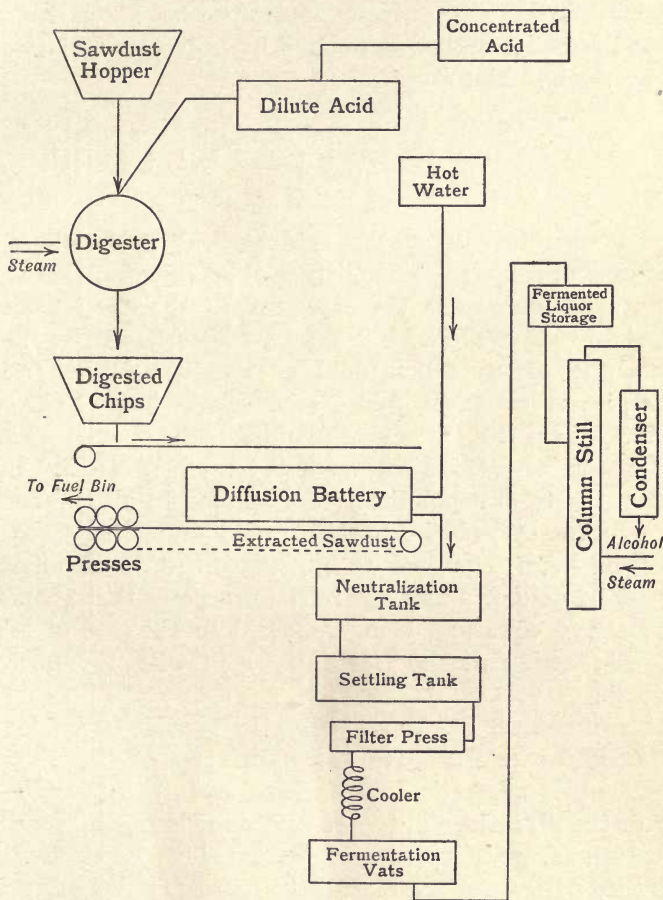 Concentrated
Acid
Sawdust
Hopper
Dilute Acid
Hot
Water
Digester
Steam
Fermented
Liquor
Storage
Digested
Chips
Column Still
Condenser
To Fuel Bin
Diffusion Battery
Extracted Sawdust
Presses
Alcohol
Steam
Neutralization
Tank
Settling Tank
Filter Press
Cooler
Fermentation
Vats